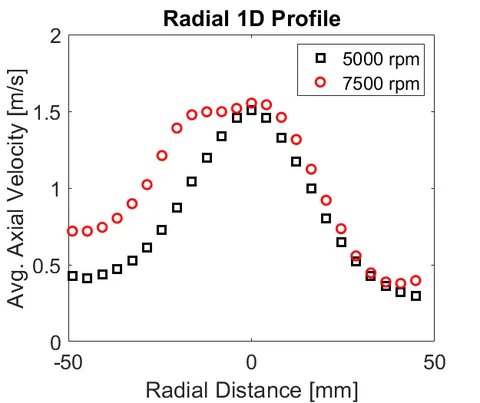 Radial 1D Profile
5000 rpm
7500 rpm
Avg. Axial Velocity [m/s]
2
1.5
1
0.5
0
-50
0
50
Radial Distance [mm]